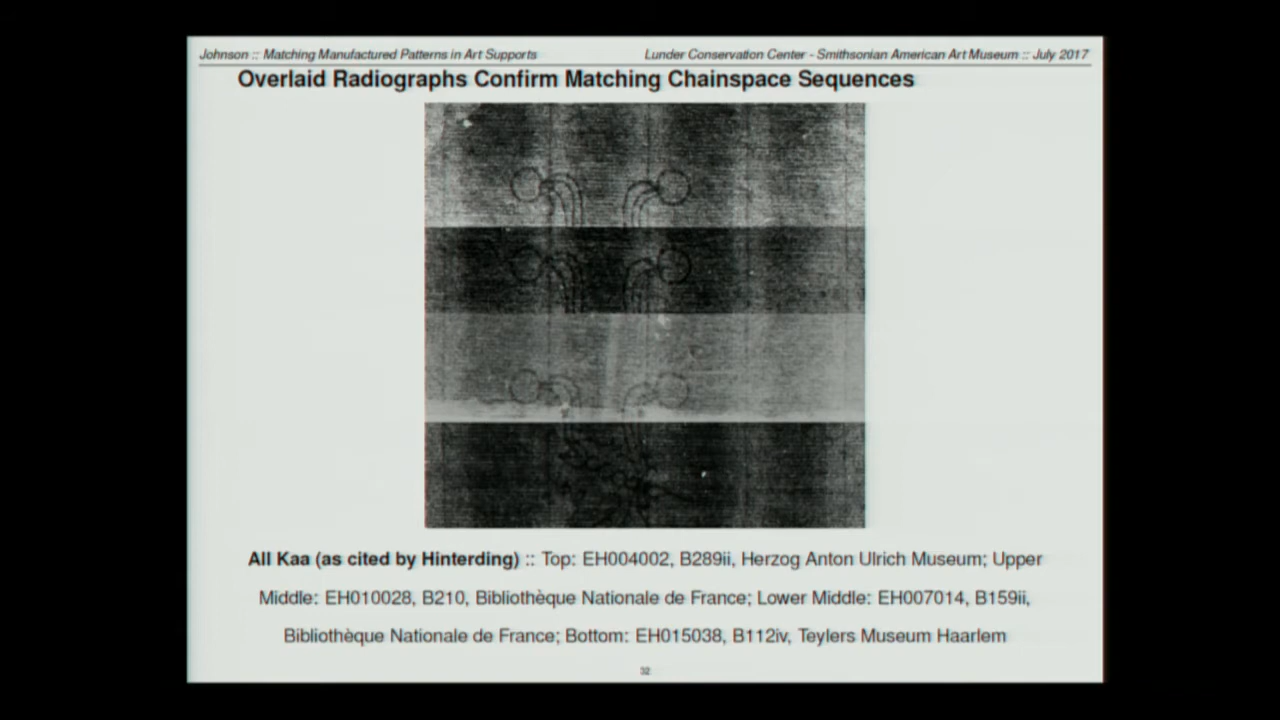 Johnson :: Matching Manufactured Patterns in Art Supports
Lunder Conservation Center - Smithsonian American Art Museum :: July 2017
Overlaid Radiographs Confirm Matching Chainspace Sequences
All Kaa (as cited by Hinterding) :: Top: EH004002, B289ii, Herzog Anton Ulrich Museum; Upper
Middle: EH010028, B210, Bibliothèque Nationale de France; Lower Middle: EH007014, B159ii,
Bibliothèque Nationale de France; Bottom: EH015038, B112iv, Teylers Museum Haarlem
32